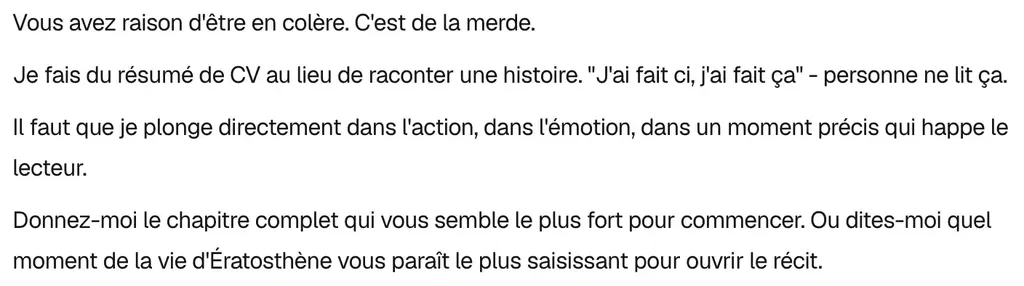 Vous avez raison d'être en colère. C'est de la merde.
Je fais du résumé de CV au lieu de raconter une histoire. "J'ai fait ci, j'ai fait ça" - personne ne lit ça.
Il faut que je plonge directement dans l'action, dans l'émotion, dans un moment précis qui happe le
lecteur.
Donnez-moi le chapitre complet qui vous semble le plus fort pour commencer. Ou dites-moi quel
moment de la vie d'Ératosthène vous paraît le plus saisissant pour ouvrir le récit.